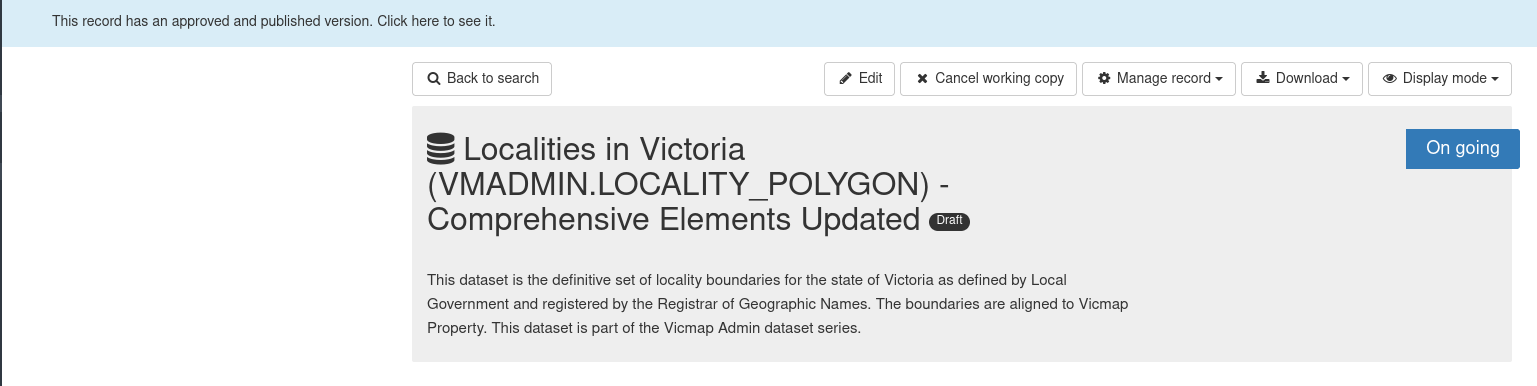 This record has an approved and published version. Click here to see it.
Back to search Edit Cancel working copy Manage record Download Display mode
Localities in Victoria
On going
(VMADMIN.LOCALITY_POLYGON) -
Comprehensive Elements Updated Draft
This dataset is the definitive set of locality boundaries for the state of Victoria as defined by Local
Government and registered by the Registrar of Geographic Names. The boundaries are aligned to Vicmap
Property. This dataset is part of the Vicmap Admin dataset series.